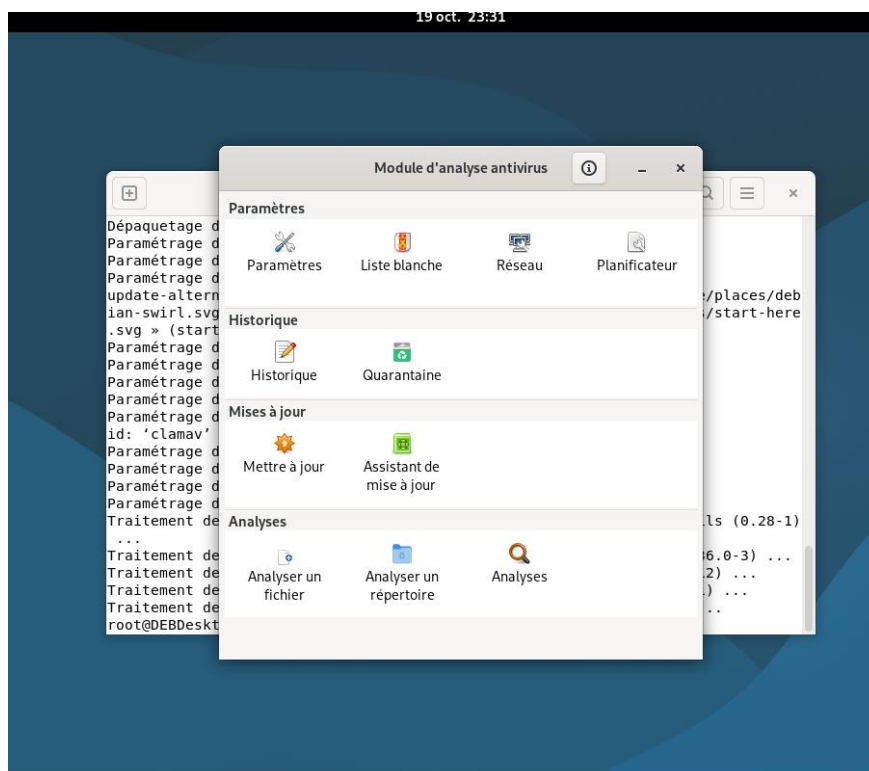 19 oct. 23:31
Module d'analyse antivirus
Paramètres
Paramètres
Liste blanche
Réseau
Planificateur
Historique
Historique
Quarantaine
Mises à jour
Mettre à jour
Assistant de
mise à jour
Analyses
Analyser un
fichier
Analyser un
répertoire
Analyses
Dépaquetage d
Paramétrage d
Paramétrage d
Paramétrage d
update-altern
e/places/deb
ian-swirl.svg
s/start-here
.svg » (start
Paramétrage d
Paramétrage d
Paramétrage d
Paramétrage d
Paramétrage d
id: ‘clamav’
Paramétrage d
Paramétrage d
Paramétrage d
Paramétrage d
Traitement de
ls (0.28-1)
...
Traitement de
6.0-3) ...
Traitement de
2) ...
Traitement de
) ...
Traitement de
..
root@DEBDeskt